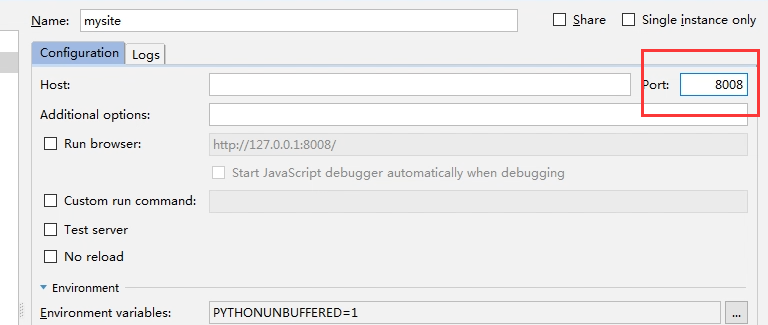 Name: mysite Share Single instance only
Configuration Logs
Host: Port: 8008
Additional options:
Run browser: http://127.0.0.1:8008/
Start JavaScript debugger automatically when debugging
Custom run command:
Test server
No reload
Environment
Environment variables: PYTHONUNBUFFERED=1 ...